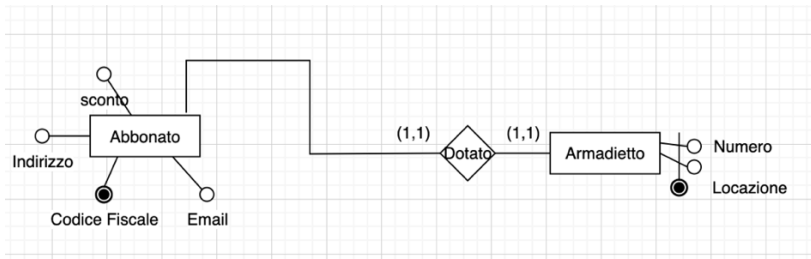 sconto
Abbonato
Indirizzo
Codice Fiscale
Email
(1,1)
Dotato
(1,1)
Armadietto
Numero
Locazione